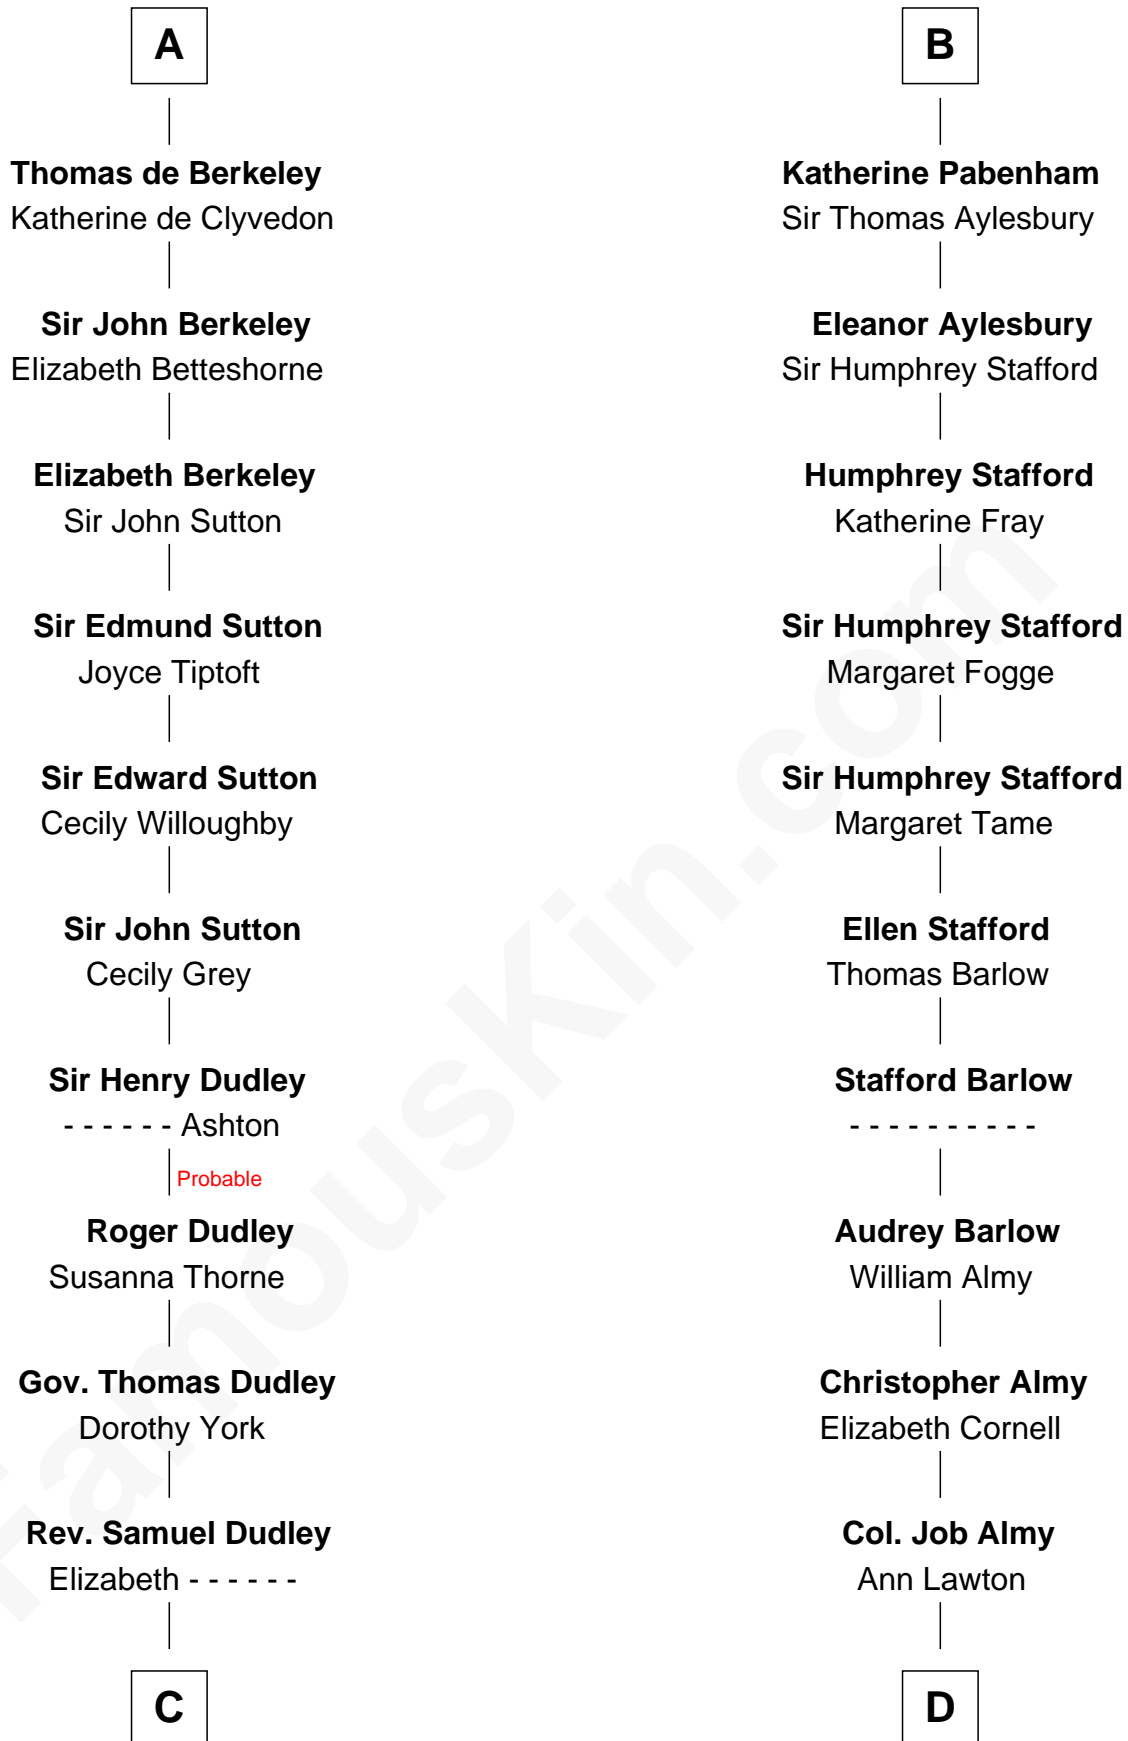 A
Thomas de Berkeley
Katherine de Clyvedon
Sir John Berkeley
Elizabeth Betteshorne
Elizabeth Berkeley
Sir John Sutton
Sir Edmund Sutton
Joyce Tiptoft
Sir Edward Sutton
Cecily Willoughby
Sir John Sutton
Cecily Grey
Sir Henry Dudley
- - - - - - Ashton
Probable
Roger Dudley
Susanna Thorne
Gov. Thomas Dudley
Dorothy York
Rev. Samuel Dudley
Elizabeth - - - - - -
C
B
Katherine Pabenham
Sir Thomas Aylesbury
Eleanor Aylesbury
Sir Humphrey Stafford
Humphrey Stafford
Katherine Fray
Sir Humphrey Stafford
Margaret Fogge
Sir Humphrey Stafford
Margaret Tame
Ellen Stafford
Thomas Barlow
Stafford Barlow
- - - - - - - - - -
Audrey Barlow
William Almy
Christopher Almy
Elizabeth Cornell
Col. Job Almy
Ann Lawton
D
FamousKin.com